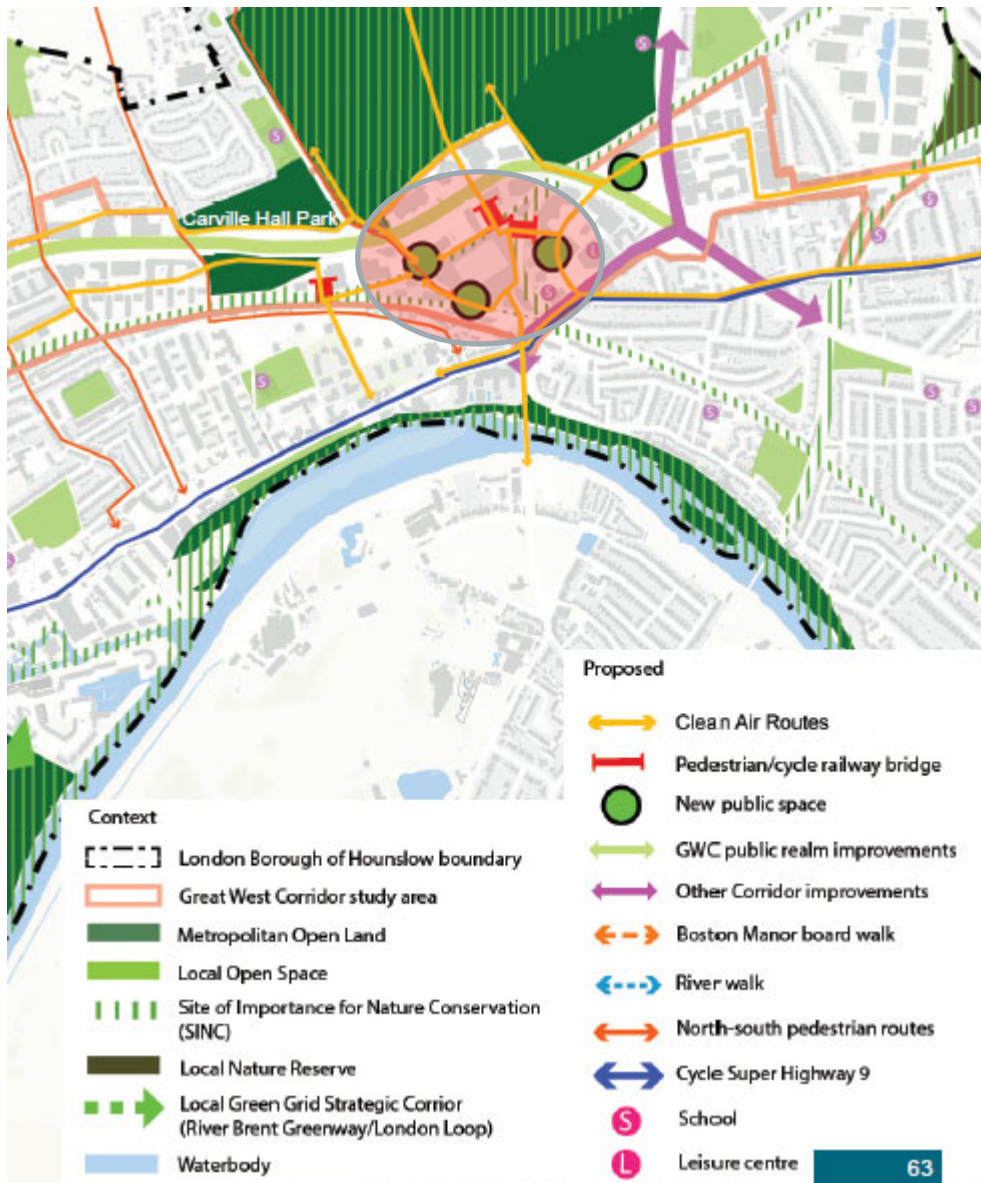 S
S
Carville Hall Park
L
S
S
S
S
S
S
S
S
Proposed
Clean Air Routes
Pedestrian/cycle railway bridge
New public space
GWC public realm improvements
Other Corridor improvements
Boston Manor board walk
River walk
North-south pedestrian routes
Cycle Super Highway 9
S School
L Leisure centre
Context
London Borough of Hounslow boundary
Great West Corridor study area
Metropolitan Open Land
Local Open Space
Site of Importance for Nature Conservation
(SINC)
Local Nature Reserve
Local Green Grid Strategic Corrior
(River Brent Greenway/London Loop)
Waterbody
63